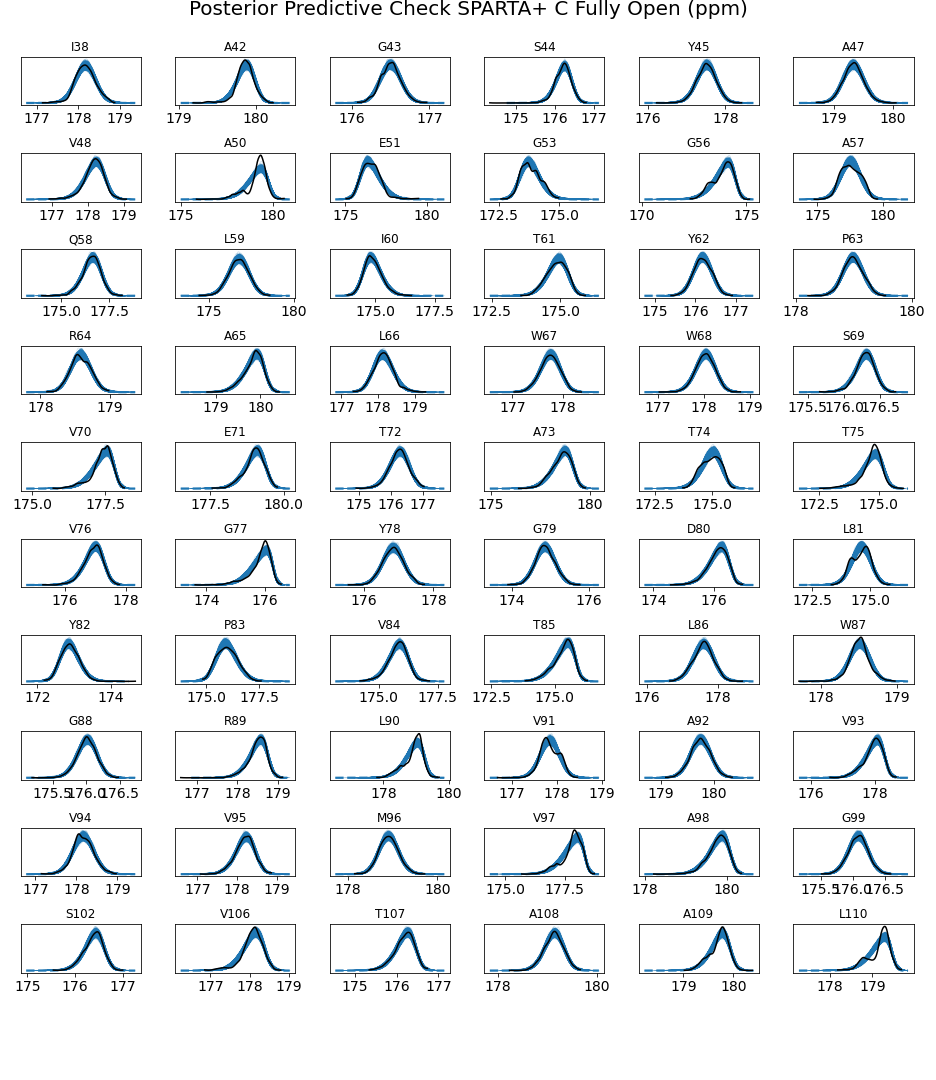 Posterior Predictive Check SPARTA+ C Fully Open (ppm)
I38 A42 G43 S44 Y45 A47
177 178 179 179 180 176 177 175 176 177 176 178 179 180
V48 A50 E51 G53 G56 A57
177 178 179 175 180 175 180 172.5 175.0 170 175 175 180
Q58 L59 I60 T61 Y62 P63
175.0 177.5 175 180 175.0 177.5 172.5 175.0 175 176 177 178 180
R64 A65 L66 W67 W68 S69
178 179 179 180 177 178 179 177 178 177 178 179 175.5 176.0 176.5
V70 E71 T72 A73 T74 T75
175.0 177.5 177.5 180.0 175 176 177 175 180 172.5 175.0 172.5 175.0
V76 G77 Y78 G79 D80 L81
176 178 174 176 176 178 174 176 174 176 172.5 175.0
Y82 P83 V84 T85 L86 W87
172 174 175.0 177.5 175.0 177.5 172.5 175.0 176 178 178 179
G88 R89 L90 V91 A92 V93
175.5 176.0 176.5 177 178 179 178 180 177 178 179 179 180 176 178
V94 V95 M96 V97 A98 G99
177 178 179 177 178 179 178 180 175.0 177.5 178 180 175.5 176.0 176.5
S102 V106 T107 A108 A109 L110
175 176 177 177 178 179 175 176 177 178 180 179 180 178 179